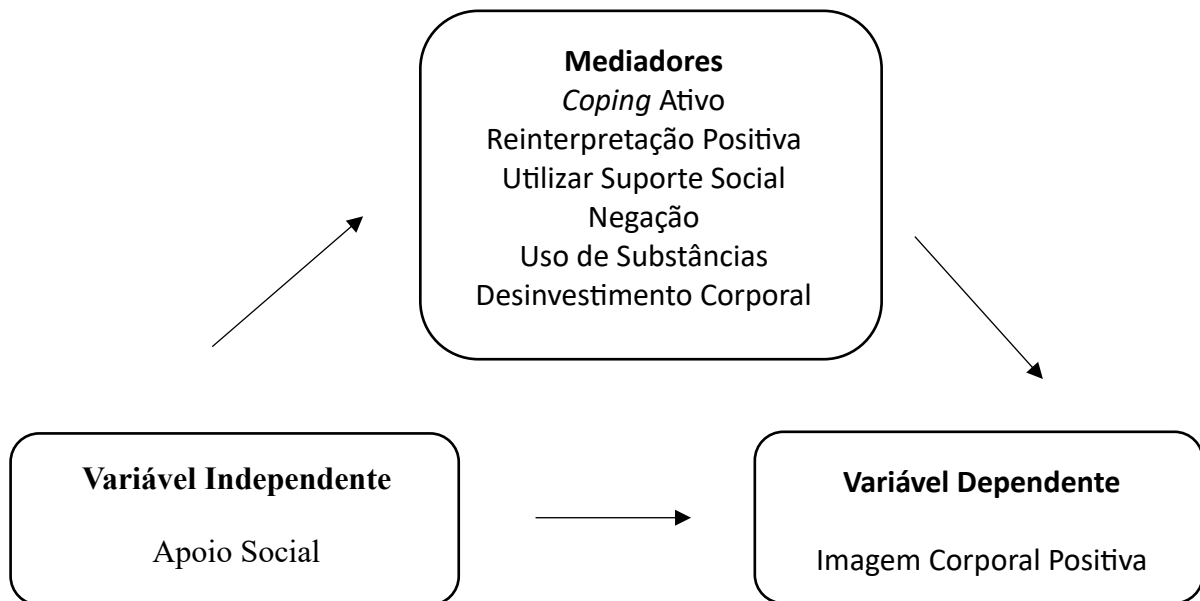 Mediadores
Coping Ativo
Reinterpretação Positiva
Utilizar Suporte Social
Negação
Uso de Substâncias
Desinvestimento Corporal
Variável Independente
Apoio Social
Variável Dependente
Imagem Corporal Positiva